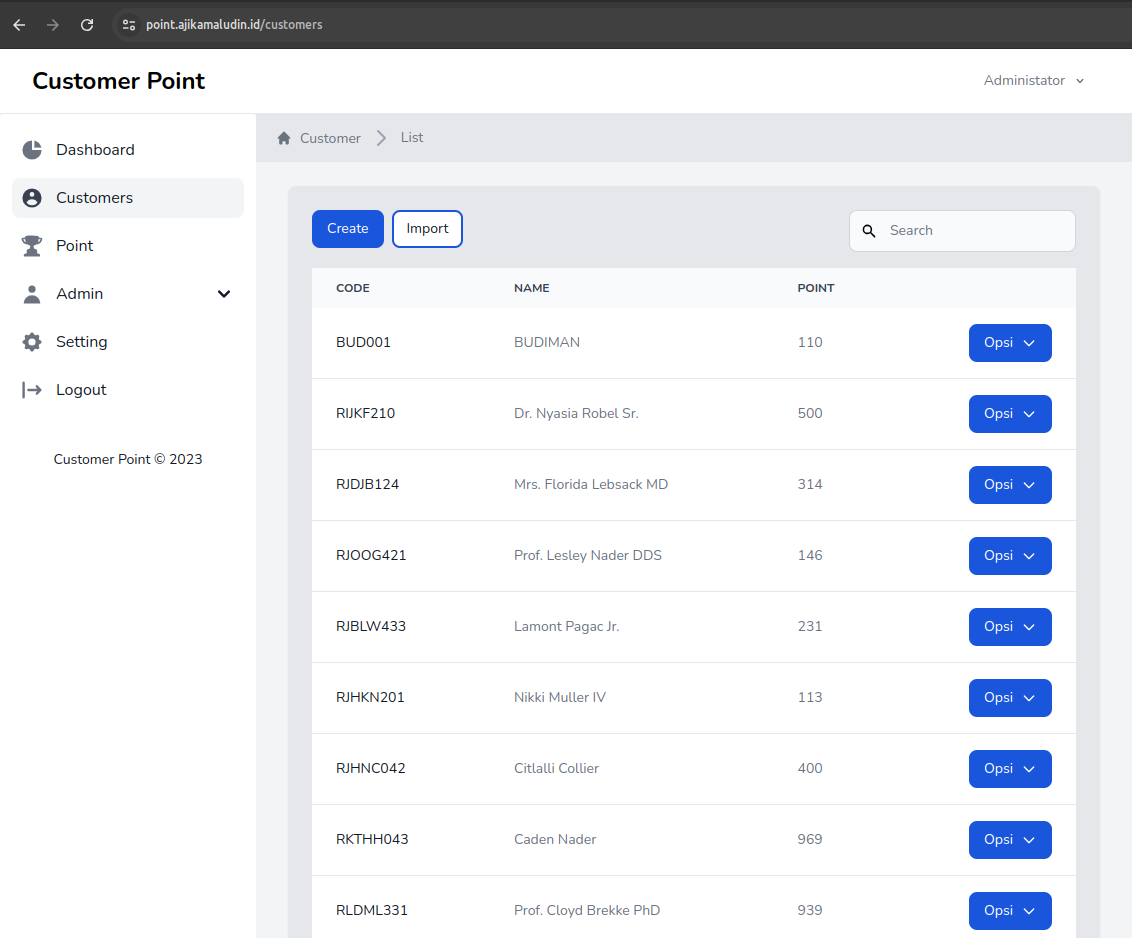 point.ajikamaludin.id/customers
Customer Point
Administator
Dashboard
Customers
Point
Admin
Setting
Logout
Customer Point © 2023
Customer List
Create Import Search
CODE NAME POINT
BUD001 BUDIMAN 110 Opsi
RIJKF210 Dr. Nyasia Robel Sr. 500 Opsi
RJDJB124 Mrs. Florida Lebsack MD 314 Opsi
RJOOG421 Prof. Lesley Nader DDS 146 Opsi
RJBLW433 Lamont Pagac Jr. 231 Opsi
RJHKN201 Nikki Muller IV 113 Opsi
RJHNC042 Citlalli Collier 400 Opsi
RKTHH043 Caden Nader 969 Opsi
RLDML331 Prof. Cloyd Brekke PhD 939 Opsi